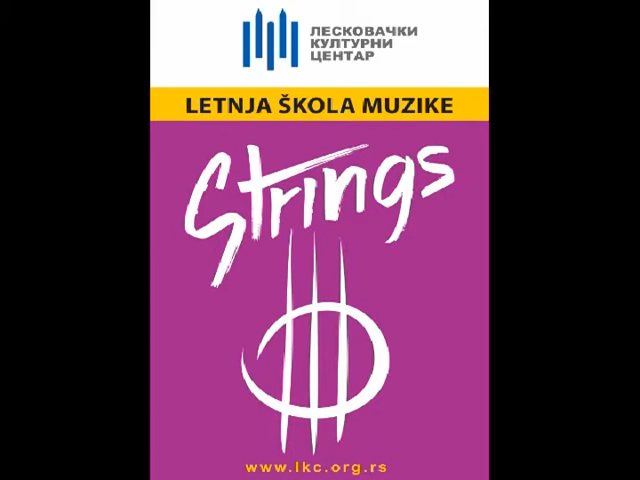 ЛЕСКОВАЧКИ
КУЛТУРНИ
ЦЕНТАР
LETNJA ŠKOLA MUZIKE
Strings
www.lkc.org.rs